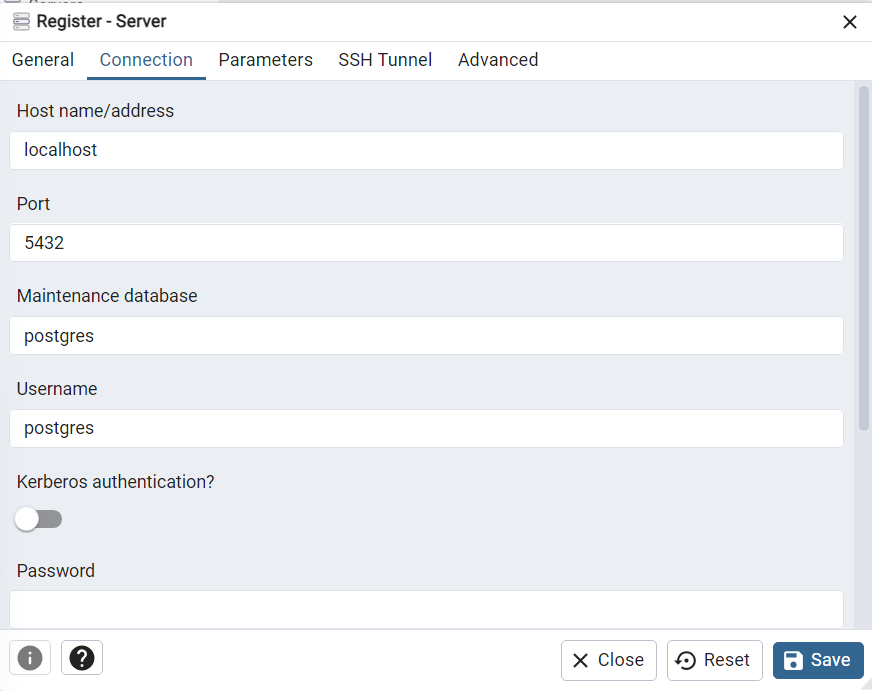 Register - Server
General Connection Parameters SSH Tunnel Advanced
Host name/address
localhost
Port
5432
Maintenance database
postgres
Username
postgres
Kerberos authentication?
Password
Close Reset Save